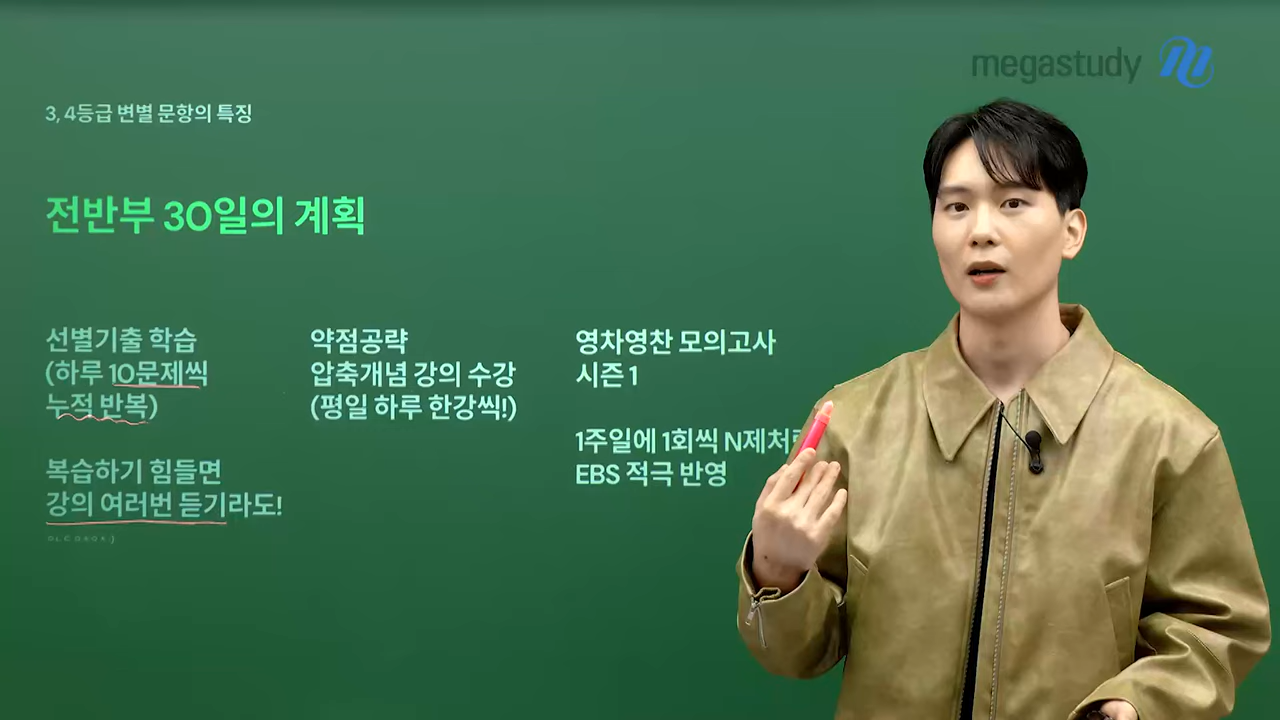 megastudy
3, 4등급 변별 문항의 특징
전반부 30일의 계획
선별기출 학습
(하루 10문제씩
누적 반복)
복습하기 힘들면
강의 여러번 듣기라도!
약점공략
압축개념 강의 수강
(평일 하루 한강씩!)
영차영찬 모의고사
시즌 1
1주일에 1회씩 N제처
EBS 적극 반영